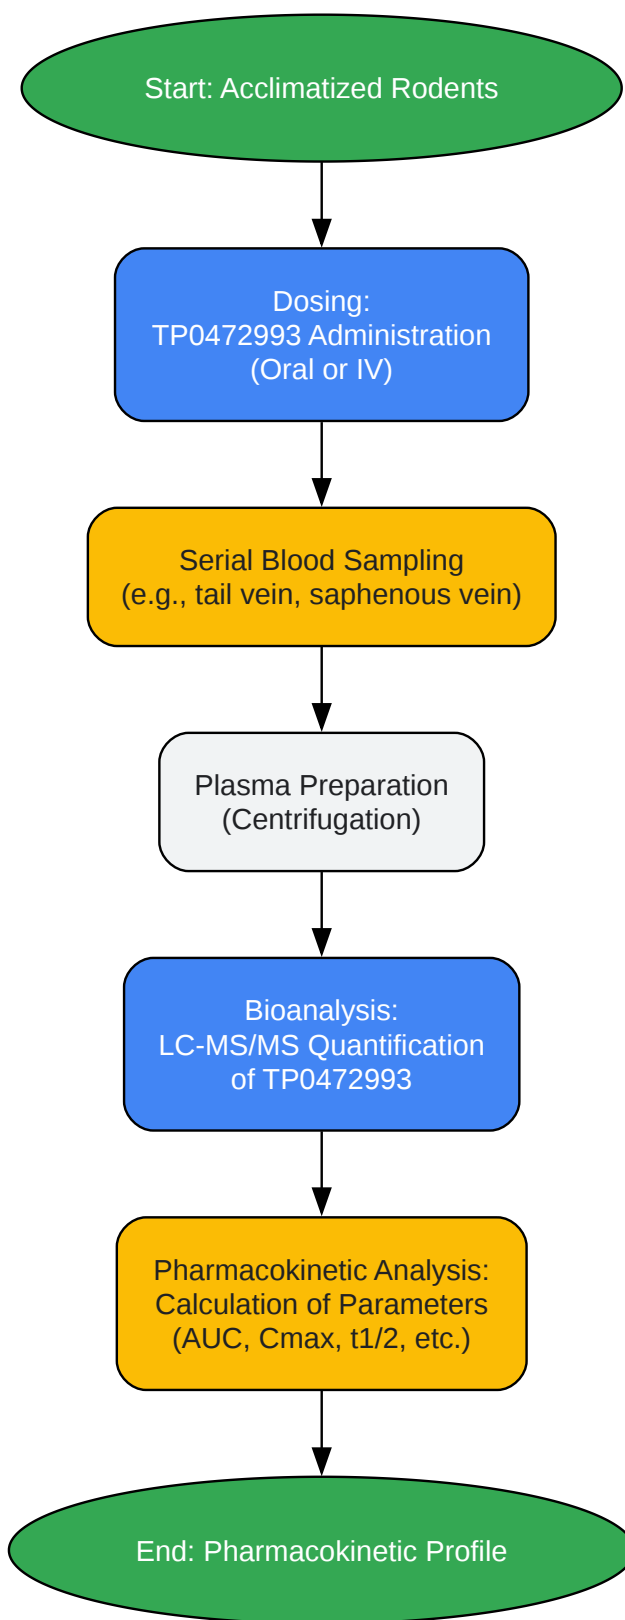 Start: Acclimatized Rodents
Dosing:
TP0472993 Administration
(Oral or IV)
Serial Blood Sampling
(e.g., tail vein, saphenous vein)
Plasma Preparation
(Centrifugation)
Bioanalysis:
LC-MS/MS Quantification
of TP0472993
Pharmacokinetic Analysis:
Calculation of Parameters
(AUC, Cmax, t1/2, etc.)
End: Pharmacokinetic Profile